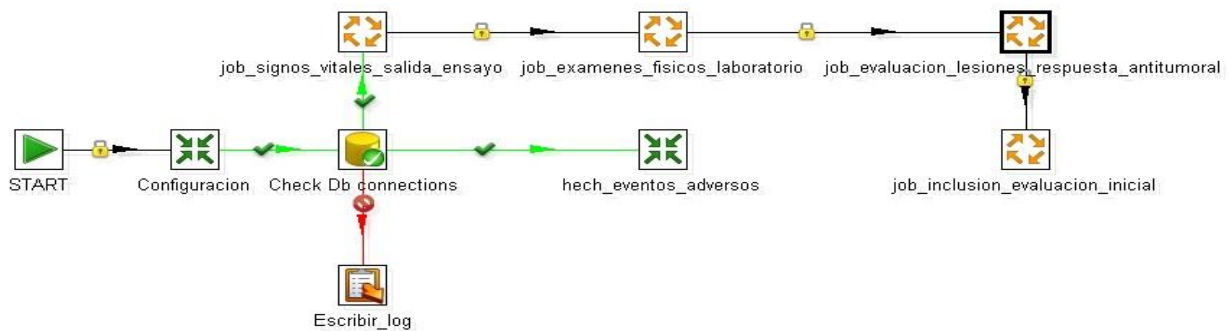 job_signos_vitales_salida_ensayo
job_examenes_fisicos_laboratorio
job_evaluacion_lesiones_respuesta_antitumoral
START
Configuracion
Check Db connections
hech_eventos_adversos
job_inclusion_evaluacion_inicial
Escribir_log